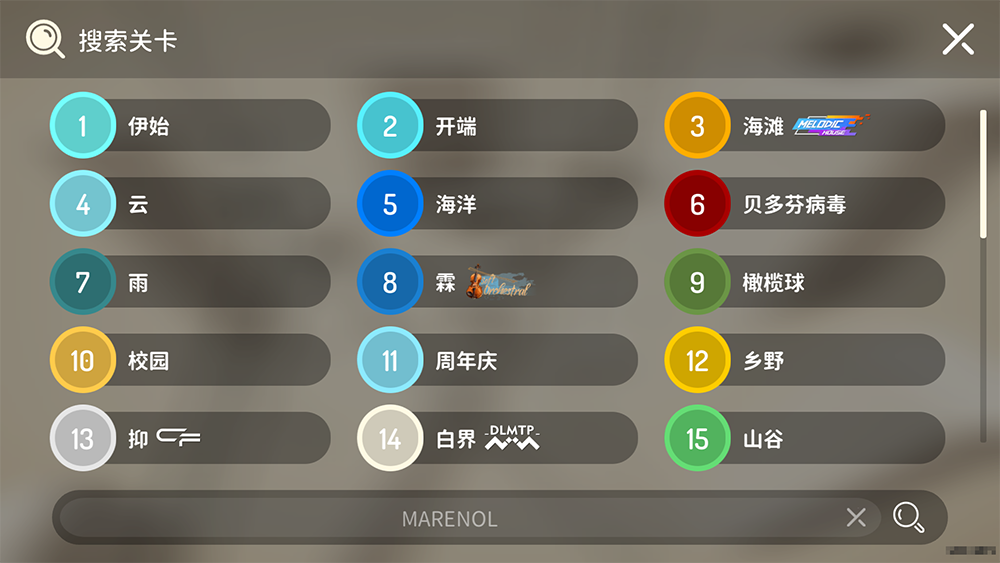 搜索关卡
1 伊始
2 开端
3 海滩 MELODIC HOUSE
4 云
5 海洋
6 贝多芬病毒
7 雨
8 霖 Orchestral
9 橄榄球
10 校园
11 周年庆
12 乡野
13 抑
14 白界 DLMTP
15 山谷
MARENOL